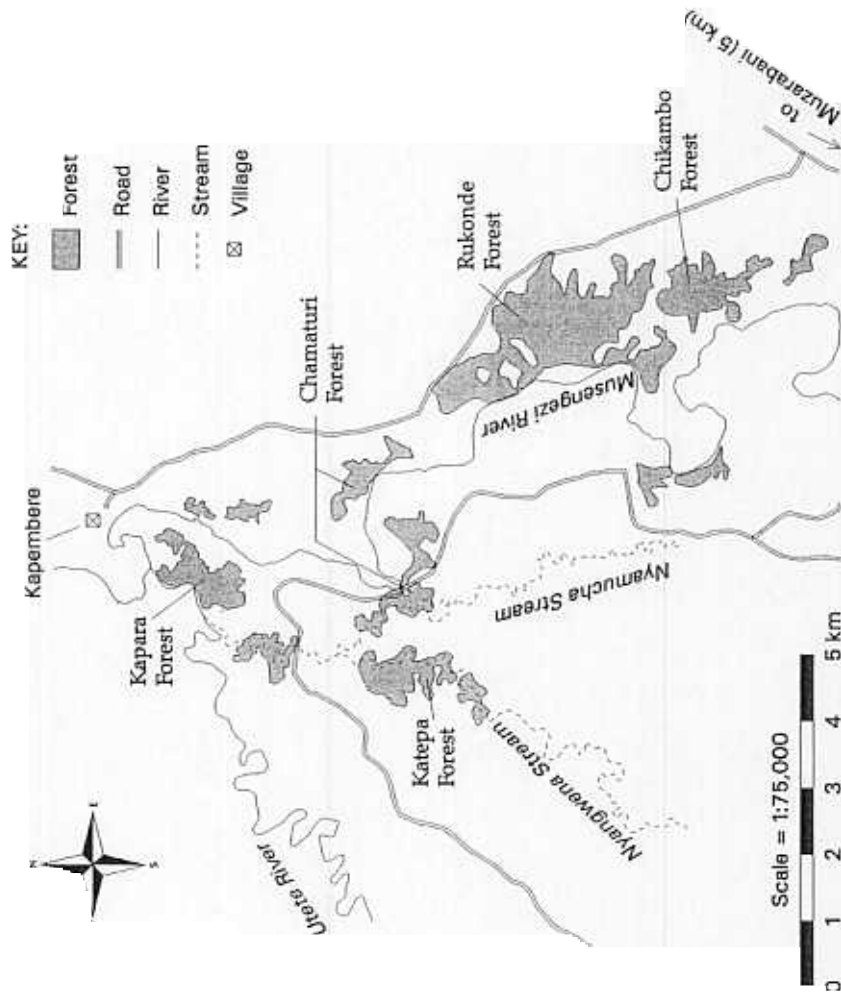 KEY:
Forest
Road
River
Stream
Village
N
E
S
Kapembere
Kapara
Forest
Chamaturi
Forest
Rukonde
Forest
Chikambo
Forest
to
Muzarabani (5 km)
Musengezi River
Nyamucha Stream
Katepa
Forest
Nyangwena Stream
Utete River
Scale = 1:75,000
0 1 2 3 4 5 km